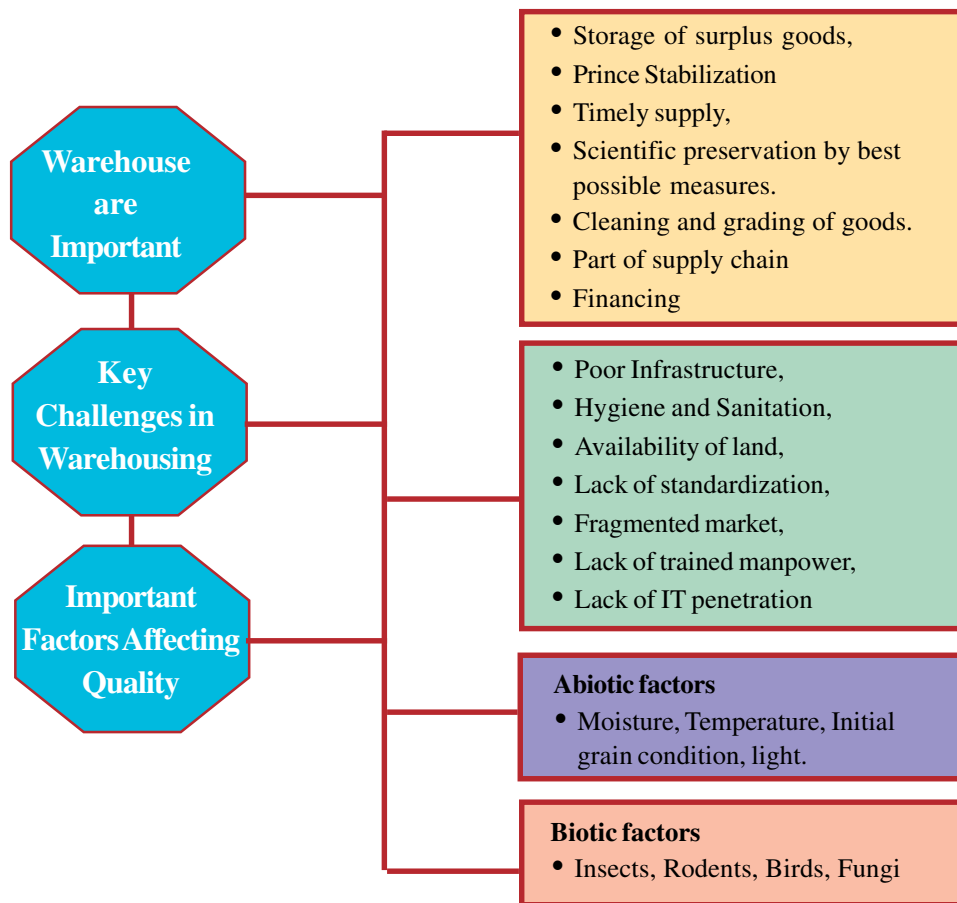 Warehouse
are
Important
Key
Challenges in
Warehousing
Important
Factors Affecting
Quality
• Storage of surplus goods,
• Prince Stabilization
• Timely supply,
• Scientific preservation by best
possible measures.
• Cleaning and grading of goods.
• Part of supply chain
• Financing
• Poor Infrastructure,
• Hygiene and Sanitation,
• Availability of land,
• Lack of standardization,
• Fragmented market,
• Lack of trained manpower,
• Lack of IT penetration
Abiotic factors
• Moisture, Temperature, Initial
grain condition, light.
Biotic factors
• Insects, Rodents, Birds, Fungi